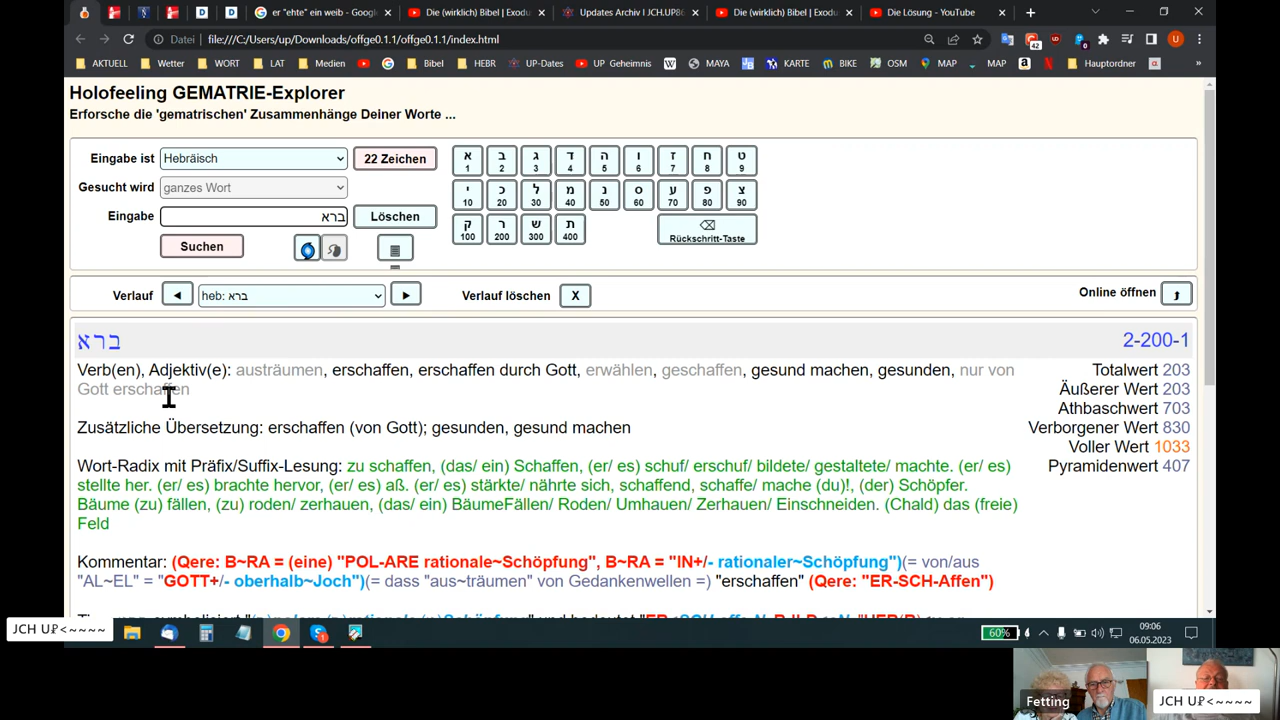 er "ehte" ein weib - Google
Die (wirklich) Bibel | Exodu
Updates Archiv I JCH.UP86
Die (wirklich) Bibel | Exodu
Die Lösung - YouTube
Datei | file:///C:/Users/up/Downloads/offge0.1.1/offge0.1.1/index.html
AKTUELL Wetter WORT LAT Medien Bibel HEBR UP-Dates UP Geheimnis MAYA KARTE BIKE OSM MAP MAP Hauptordner »
Holofeeling GEMATRIE-Explorer
Erforsche die 'gematrischen' Zusammenhänge Deiner Worte ...
Eingabe ist Hebräisch 22 Zeichen
Gesucht wird ganzes Wort
Eingabe ברא Löschen
Suchen
א ב ג ד ה ו ז ח ט
1 2 3 4 5 6 7 8 9
י כ ל מ נ ס ע פ צ
10 20 30 40 50 60 70 80 90
ק ר ש ת
100 200 300 400 Rückschritt-Taste
Verlauf heb: ברא Verlauf löschen X Online öffnen
ברא 2-200-1
Verb(en), Adjektiv(e): austräumen, erschaffen, erschaffen durch Gott, erwählen, geschaffen, gesund machen, gesunden, nur von
Gott erschaffen
Totalwert 203
Äußerer Wert 203
Athbaschwert 703
Verborgener Wert 830
Voller Wert 1033
Pyramidenwert 407
Zusätzliche Übersetzung: erschaffen (von Gott); gesunden, gesund machen
Wort-Radix mit Präfix/Suffix-Lesung: zu schaffen, (das/ ein) Schaffen, (er/ es) schuf/ erschuf/ bildete/ gestaltete/ machte. (er/ es)
stellte her. (er/ es) brachte hervor, (er/ es) aß. (er/ es) stärkte/ nährte sich, schaffend, schaffe/ mache (du)!, (der) Schöpfer.
Bäume (zu) fällen, (zu) roden/ zerhauen, (das/ ein) BäumeFällen/ Roden/ Umhauen/ Zerhauen/ Einschneiden. (Chald) das (freie)
Feld
Kommentar: (Qere: B~RA = (eine) "POL-ARE rationale~Schöpfung", B~RA = "IN+/- rationaler~Schöpfung")(= von/aus
"AL~EL" = "GOTT+/- oberhalb~Joch")(= dass "aus~träumen" von Gedankenwellen =) "erschaffen" (Qere: "ER-SCH-Affen")
JCH U₽<~~~~
60%
09:06
06.05.2023
Fetting
JCH U₽<~~~~